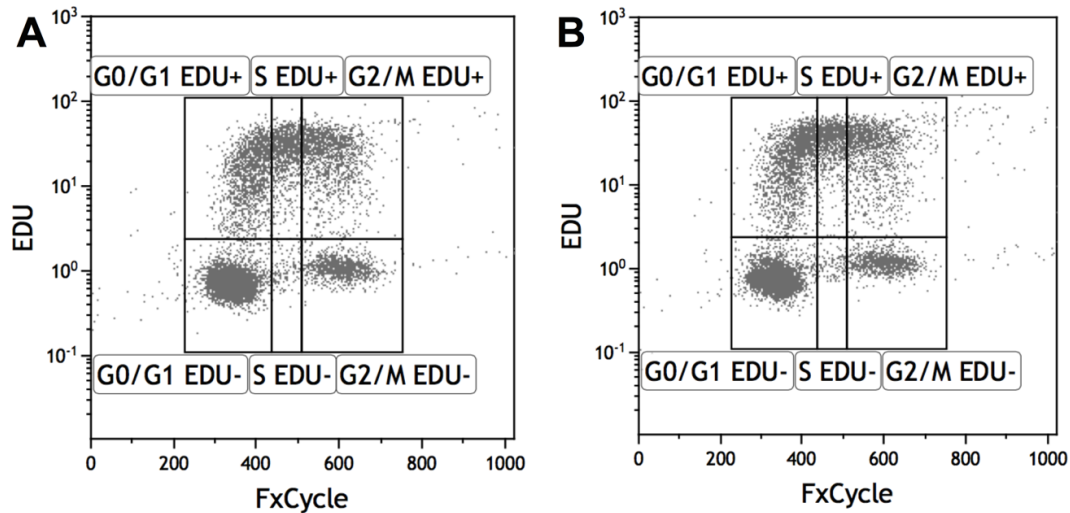 A
10³
G0/G1 EDU+ S EDU+ G2/M EDU+
10²
10¹
EDU
10⁰
10⁻¹
G0/G1 EDU- S EDU- G2/M EDU-
0 200 400 600 800 1000
FxCycle
B
10³
G0/G1 EDU+ S EDU+ G2/M EDU+
10²
10¹
EDU
10⁰
10⁻¹
G0/G1 EDU- S EDU- G2/M EDU-
0 200 400 600 800 1000
FxCycle